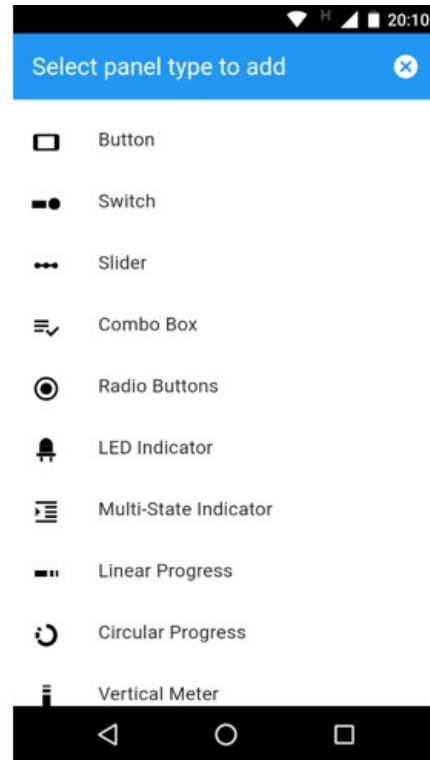 H 20:10
Select panel type to add
Button
Switch
Slider
Combo Box
Radio Buttons
LED Indicator
Multi-State Indicator
Linear Progress
Circular Progress
Vertical Meter